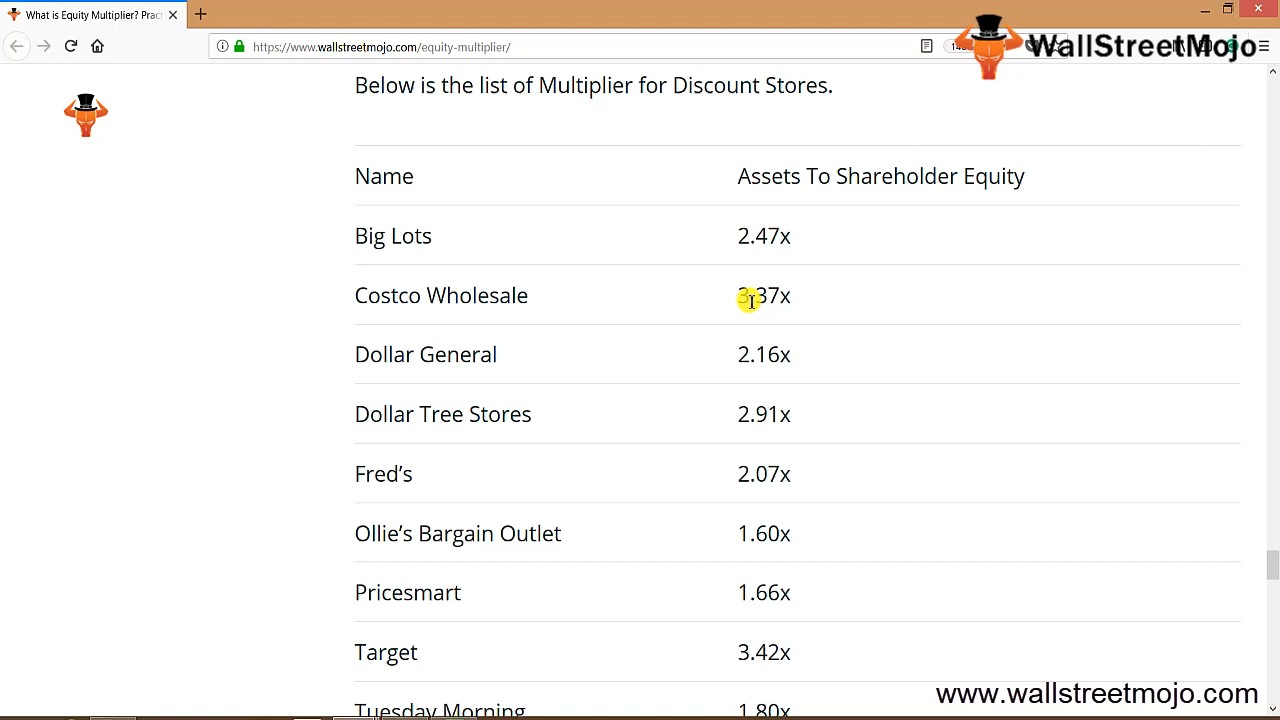 What is Equity Multiplier? Pract
https://www.wallstreetmojo.com/equity-multiplier/
WallStreetMojo
Below is the list of Multiplier for Discount Stores.
Name Assets To Shareholder Equity
Big Lots 2.47x
Costco Wholesale 3.37x
Dollar General 2.16x
Dollar Tree Stores 2.91x
Fred’s 2.07x
Ollie’s Bargain Outlet 1.60x
Pricesmart 1.66x
Target 3.42x
www.wallstreetmojo.com
Tuesday Morning 1.80x